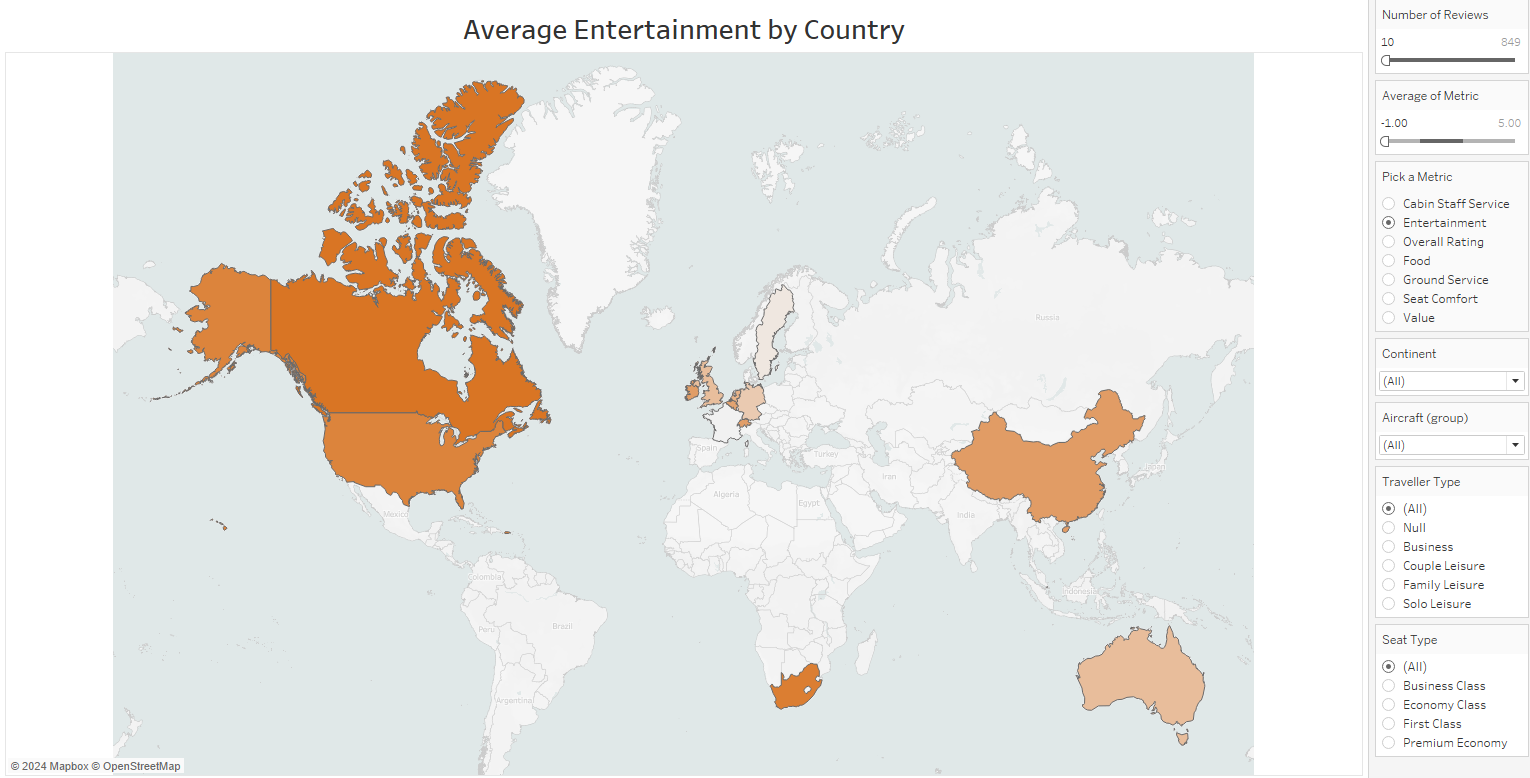 Average Entertainment by Country
Russia
Spain
Turkey
Japan
Iran
Algeria
Egypt
India
Mexico
Colombia
Indonesia
Peru
Brazil
Argentina
© 2024 Mapbox © OpenStreetMap
Number of Reviews
10 849
Average of Metric
-1.00 5.00
Pick a Metric
Cabin Staff Service
Entertainment
Overall Rating
Food
Ground Service
Seat Comfort
Value
Continent
(All)
Aircraft (group)
(All)
Traveller Type
(All)
Null
Business
Couple Leisure
Family Leisure
Solo Leisure
Seat Type
(All)
Business Class
Economy Class
First Class
Premium Economy